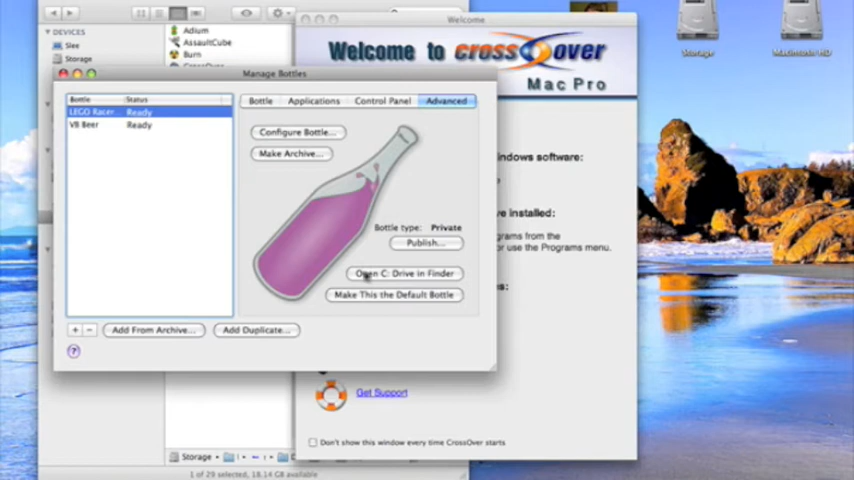 Welcome
DEVICES
Slee
Storage
Adium
AssaultCube
Burn
Welcome to crossover
Mac Pro
Storage
Macintosh HD
Manage Bottles
Bottle
Status
LEGO Racer...
Ready
VB Beer
Ready
Bottle
Applications
Control Panel
Advanced
Configure Bottle...
Make Archive...
Bottle type: Private
Publish...
Open C: Drive in Finder
Make This the Default Bottle
+ −
Add From Archive...
Add Duplicate...
?
indows software:
ve installed:
grams from the
or use the Programs menu.
s:
Get Support
Don't show this window every time CrossOver starts
Storage
1 of 29 selected, 18.14 GB available